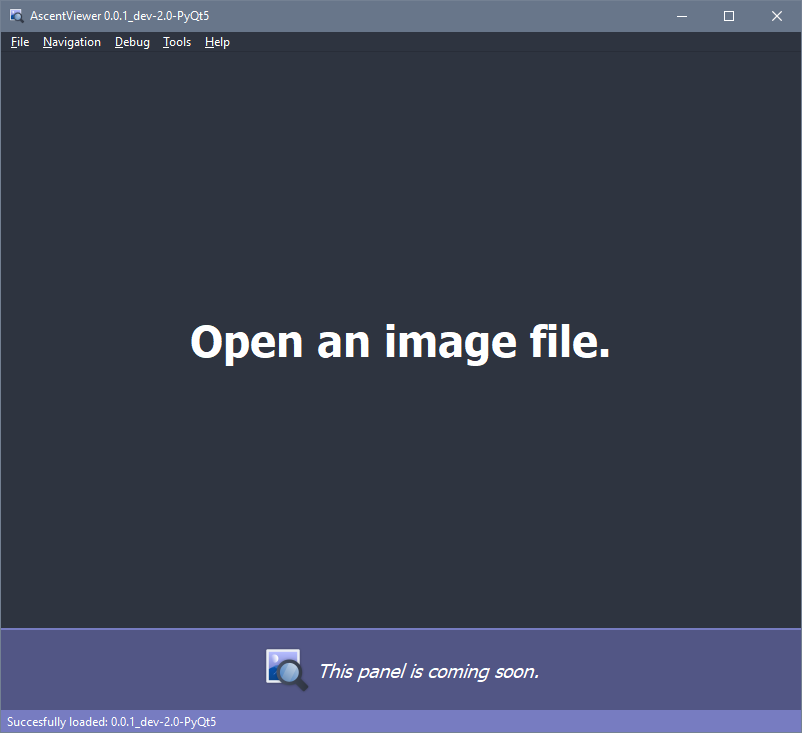 AscentViewer 0.0.1_dev-2.0-PyQt5
File Navigation Debug Tools Help
Open an image file.
This panel is coming soon.
Succesfully loaded: 0.0.1_dev-2.0-PyQt5